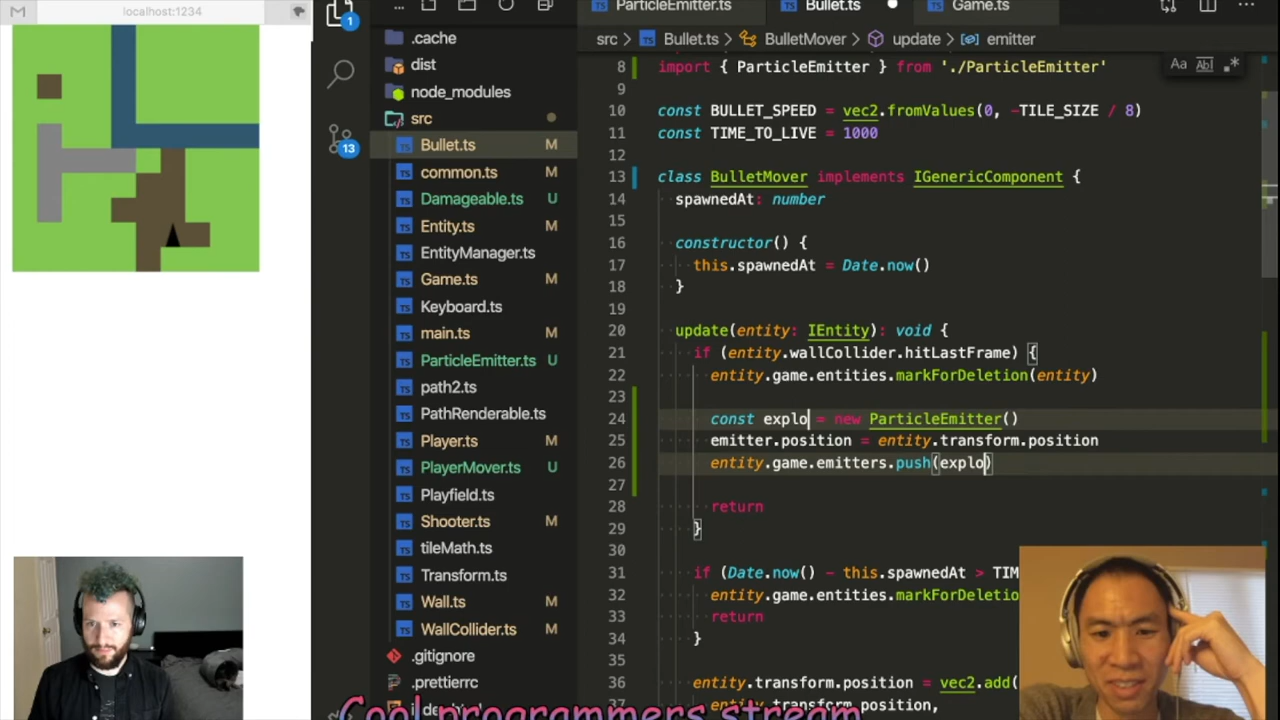 localhost:1234
1
13
.cache
dist
node_modules
src
Bullet.ts M
common.ts M
Damageable.ts U
Entity.ts M
EntityManager.ts
Game.ts M
Keyboard.ts
main.ts M
ParticleEmitter.ts U
path2.ts
PathRenderable.ts
Player.ts M
PlayerMover.ts U
Playfield.ts
Shooter.ts M
tileMath.ts
Transform.ts
Wall.ts M
WallCollider.ts M
.gitignore
.prettierrc
ParticleEmitter.ts Bullet.ts Game.ts
src > Bullet.ts > BulletMover > update > emitter
Aa Abl .*
8 import { ParticleEmitter } from './ParticleEmitter'
9
10 const BULLET_SPEED = vec2.fromValues(0, -TILE_SIZE / 8)
11 const TIME_TO_LIVE = 1000
12
13 class BulletMover implements IGenericComponent {
14 spawnedAt: number
15
16 constructor() {
17 this.spawnedAt = Date.now()
18 }
19
20 update(entity: IEntity): void {
21 if (entity.wallCollider.hitLastFrame) {
22 entity.game.entities.markForDeletion(entity)
23
24 const explo = new ParticleEmitter()
25 emitter.position = entity.transform.position
26 entity.game.emitters.push(explo)
27
28 return
29 }
30
31 if (Date.now() - this.spawnedAt > TIM
32 entity.game.entities.markForDeletio
33 return
34 }
35
36 entity.transform.position = vec2.add(
37 entity.transform.position,
Cool programmers stream